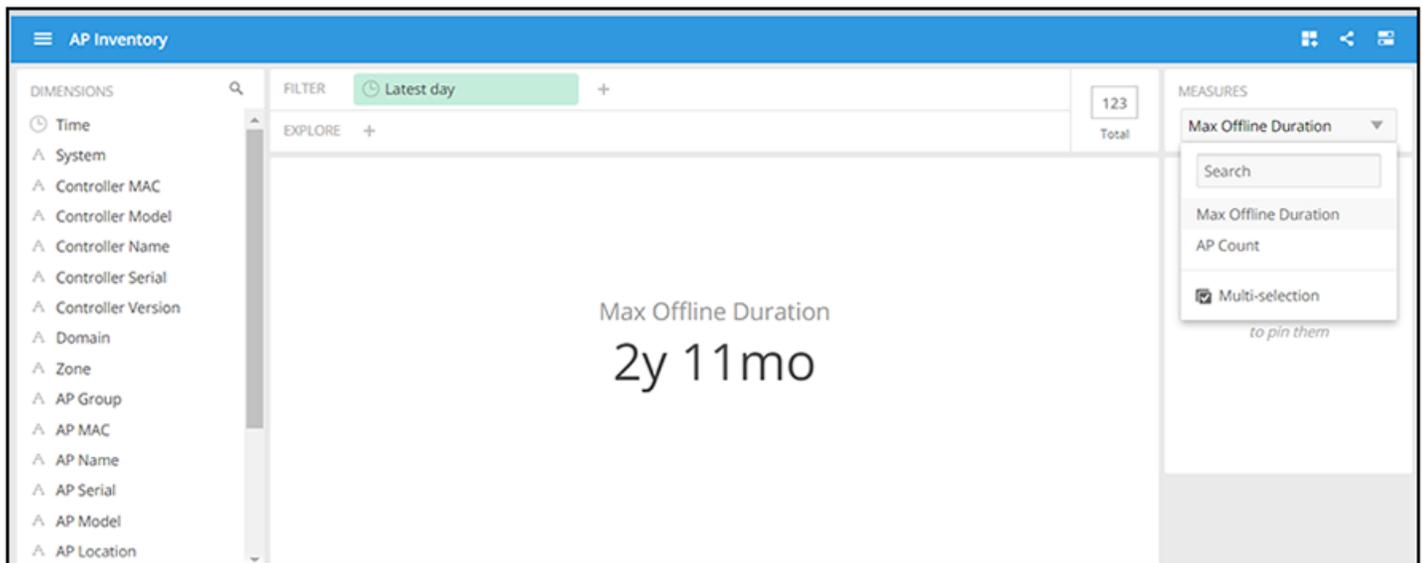 AP Inventory
DIMENSIONS
Time
System
Controller MAC
Controller Model
Controller Name
Controller Serial
Controller Version
Domain
Zone
AP Group
AP MAC
AP Name
AP Serial
AP Model
AP Location
FILTER
Latest day
+
EXPLORE
+
123
Total
Max Offline Duration
2y 11mo
MEASURES
Max Offline Duration
Search
Max Offline Duration
AP Count
Multi-selection
to pin them